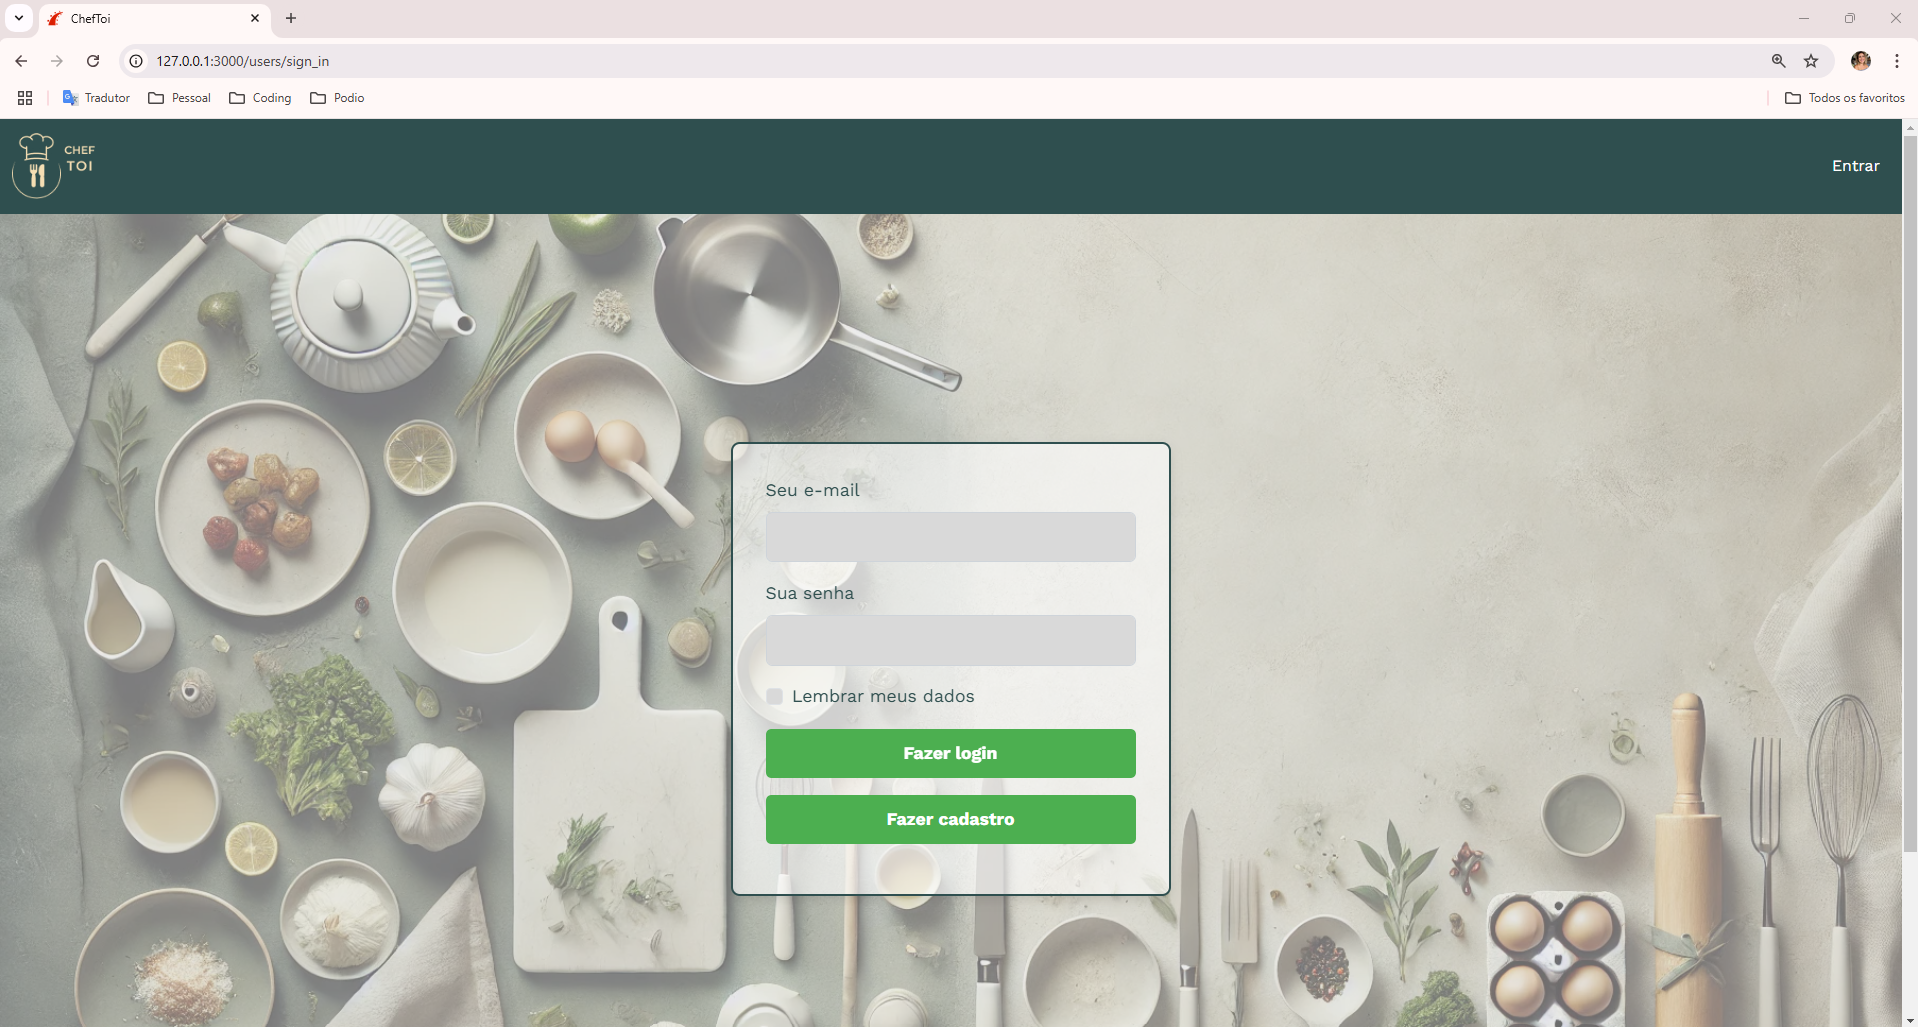 ChefToi
127.0.0.1:3000/users/sign_in
Tradutor
Pessoal
Coding
Podio
Todos os favoritos
CHEF
TOI
Entrar
Seu e-mail
Sua senha
Lembrar meus dados
Fazer login
Fazer cadastro